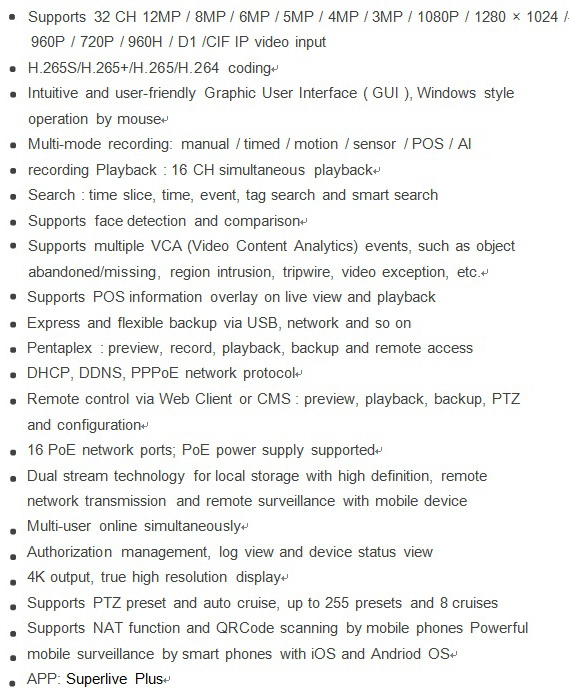 • Supports 32 CH 12MP / 8MP / 6MP / 5MP / 4MP / 3MP / 1080P / 1280 × 1024 /
960P / 720P / 960H / D1 /CIF IP video input
• H.265S/H.265+/H.265/H.264 coding↵
• Intuitive and user-friendly Graphic User Interface ( GUI ), Windows style
operation by mouse↵
• Multi-mode recording: manual / timed / motion / sensor / POS / AI
• recording Playback : 16 CH simultaneous playback↵
• Search : time slice, time, event, tag search and smart search
• Supports face detection and comparison↵
• Supports multiple VCA (Video Content Analytics) events, such as object
abandoned/missing, region intrusion, tripwire, video exception, etc.↵
• Supports POS information overlay on live view and playback
• Express and flexible backup via USB, network and so on
• Pentaplex : preview, record, playback, backup and remote access
• DHCP, DDNS, PPPoE network protocol↵
• Remote control via Web Client or CMS : preview, playback, backup, PTZ
and configuration↵
• 16 PoE network ports; PoE power supply supported↵
• Dual stream technology for local storage with high definition, remote
network transmission and remote surveillance with mobile device
• Multi-user online simultaneously↵
• Authorization management, log view and device status view
• 4K output, true high resolution display↵
• Supports PTZ preset and auto cruise, up to 255 presets and 8 cruises
• Supports NAT function and QRCode scanning by mobile phones Powerful
• mobile surveillance by smart phones with iOS and Andriod OS↵
• APP: Superlive Plus↵